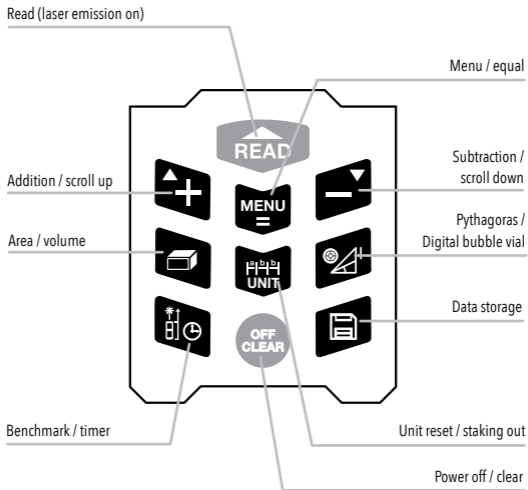 Read (laser emission on)
Menu / equal
READ
Addition / scroll up
+
MENU
=
Subtraction /
scroll down
Area / volume
a b b
UNIT
Pythagoras /
Digital bubble vial
OFF
CLEAR
Data storage
Benchmark / timer
Unit reset / staking out
Power off / clear